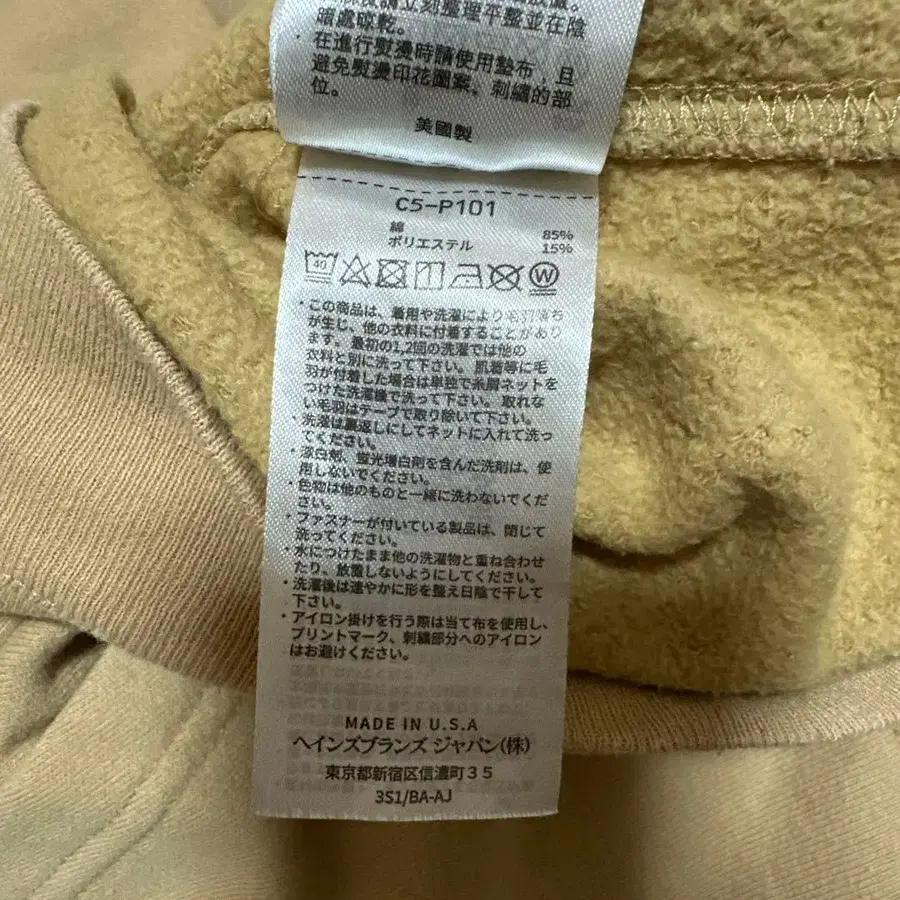 後請立刻整理平整並在陰
暗處晾乾。
・在進行熨燙時請使用墊布，且
避免熨燙印花圖案、刺繡的部
位。
美國製
C5-P101
綿 85%
ポリエステル 15%
40
W
・この商品は、着用や洗濯により毛羽落ち
が生じ、他の衣料に付着することがあり
ます。最初の1,2回の洗濯では他の
衣料と別に洗って下さい。肌着等に毛
羽が付着した場合は単独で糸屑ネットを
つけた洗濯機で洗って下さい。取れな
い毛羽はテープで取り除いて下さい。
・洗濯は裏返しにしてネットに入れて洗っ
てください。
・漂白剤、蛍光増白剤を含んだ洗剤は、使
用しないでください。
・色物は他のものと一緒に洗わないでくだ
さい。
・ファスナーが付いている製品は、閉じて
洗ってください。
・水につけたまま他の洗濯物と重ね合わせ
たり、放置しないようにしてください。
・洗濯後は速やかに形を整え日陰で干して
下さい。
・アイロン掛けを行う際は当て布を使用し、
プリントマーク、刺繍部分へのアイロン
はお避けください。
MADE IN U.S.A
ヘインズブランズ ジャパン(株)
東京都新宿区信濃町３５
3S1/BA-AJ